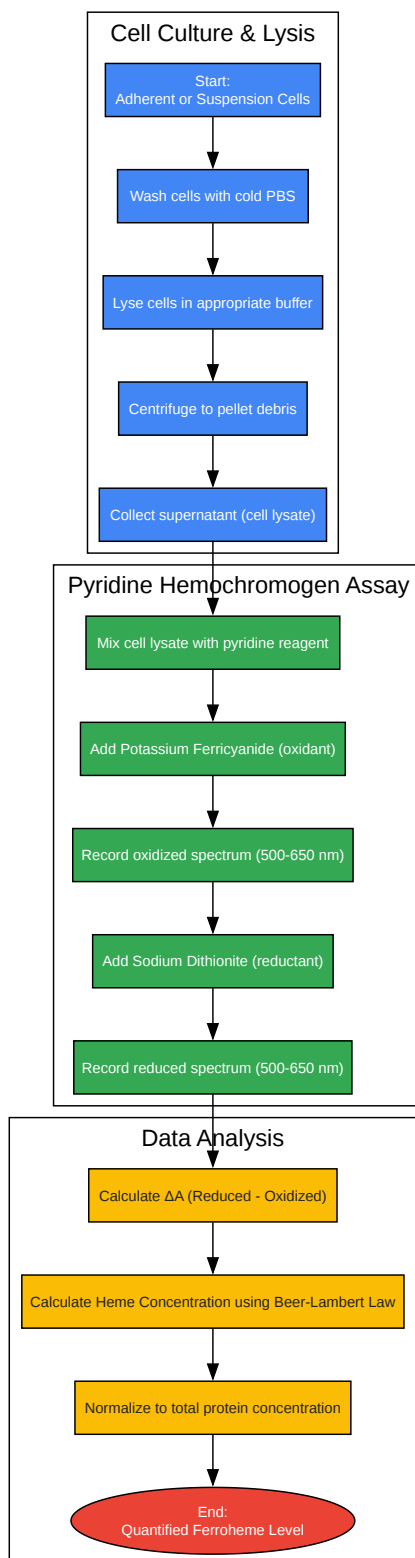 Cell Culture & Lysis
Start:
Adherent or Suspension Cells
Wash cells with cold PBS
Lyse cells in appropriate buffer
Centrifuge to pellet debris
Collect supernatant (cell lysate)
Pyridine Hemochromogen Assay
Mix cell lysate with pyridine reagent
Add Potassium Ferricyanide (oxidant)
Record oxidized spectrum (500-650 nm)
Add Sodium Dithionite (reductant)
Record reduced spectrum (500-650 nm)
Data Analysis
Calculate ΔA (Reduced - Oxidized)
Calculate Heme Concentration using Beer-Lambert Law
Normalize to total protein concentration
End:
Quantified Ferroheme Level